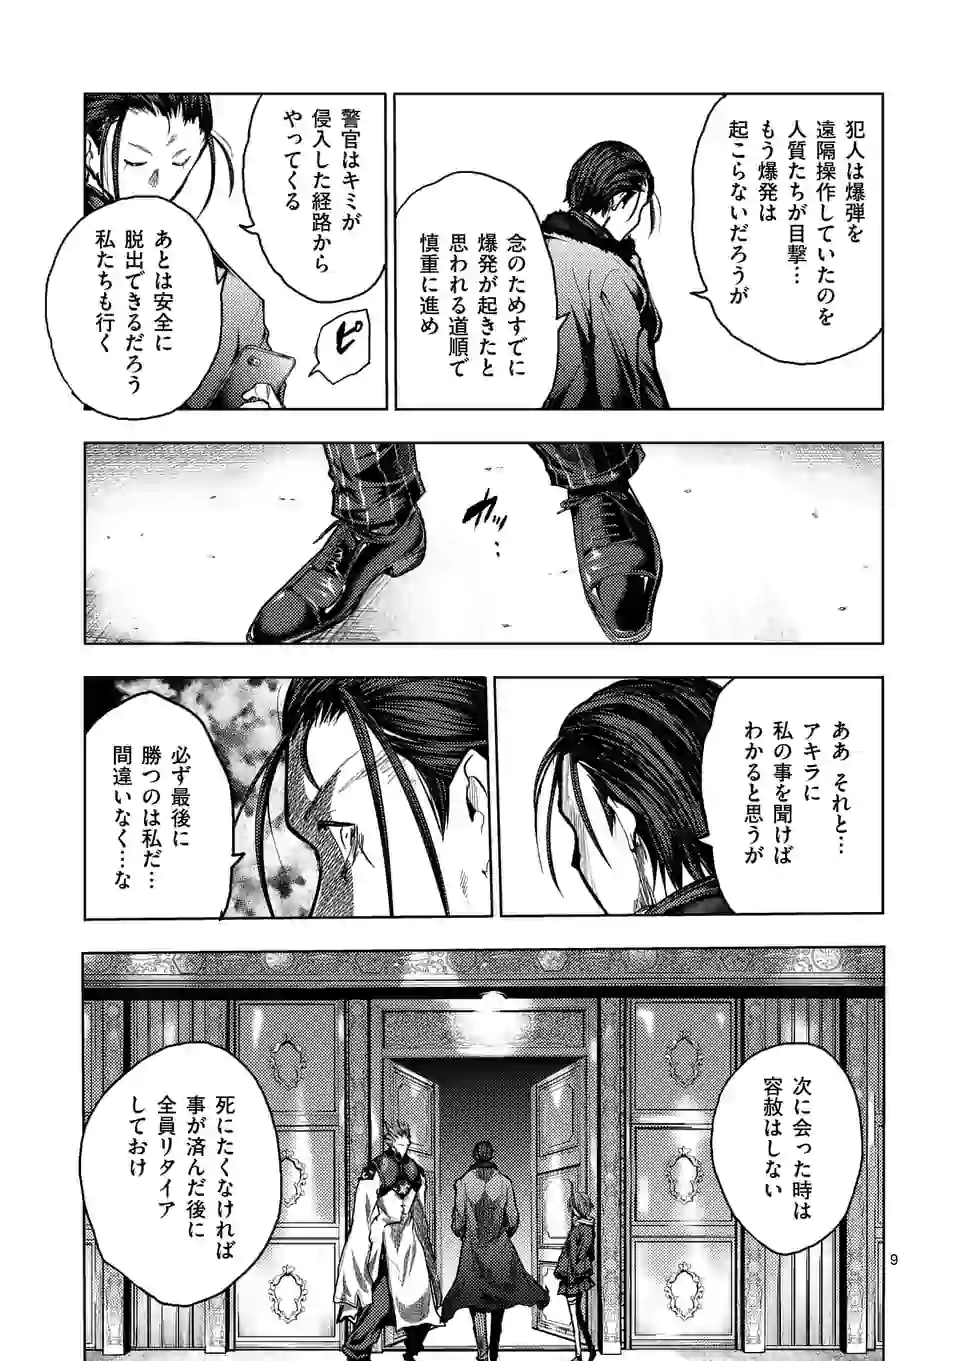 犯人は爆弾を
遠隔操作していたのを
人質たちが目撃…
もう爆発は
起こらないだろうが
念のためすでに
爆発が起きたと
思われる道順で
慎重に進め
警官はキミが
侵入した経路から
やってくる
ピ
あとは安全に
脱出できるだろう
私たちも行く
カッ…
ああ それと…
アキラに
私の事を聞けば
わかると思うが
必ず最後に
勝つのは私だ…
間違いなく…な
次に会った時は
容赦はしない
死にたくなければ
事が済んだ後に
全員リタイア
しておけ
9